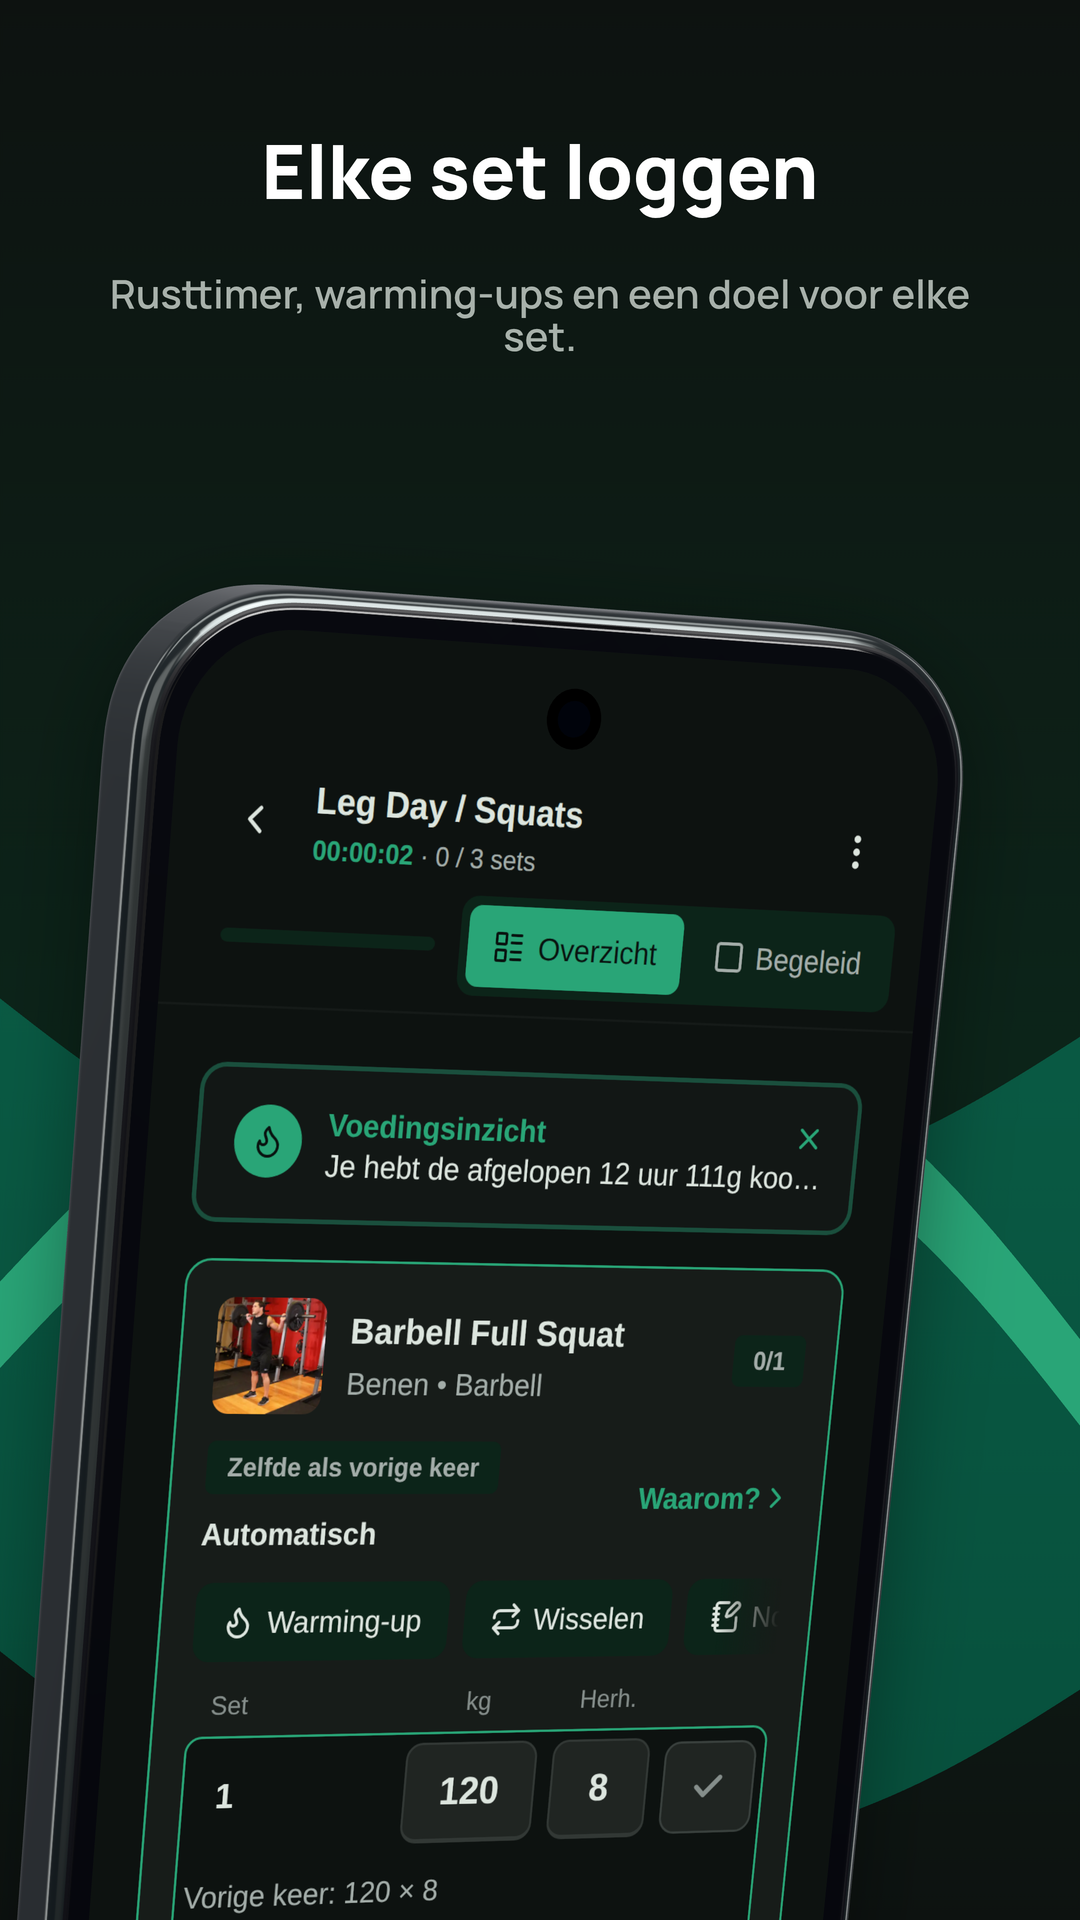 Elke set loggen
Rusttimer, warming-ups en een doel voor elke
set.
Leg Day / Squats
00:00:02 · 0 / 3 sets
Overzicht
Begeleid
Voedingsinzicht
Je hebt de afgelopen 12 uur 111g koo...
Barbell Full Squat
0/1
Benen • Barbell
Zelfde als vorige keer
Waarom?
Automatisch
Warming-up
Wisselen
Set kg Herh.
1 120 8
Vorige keer: 120 × 8